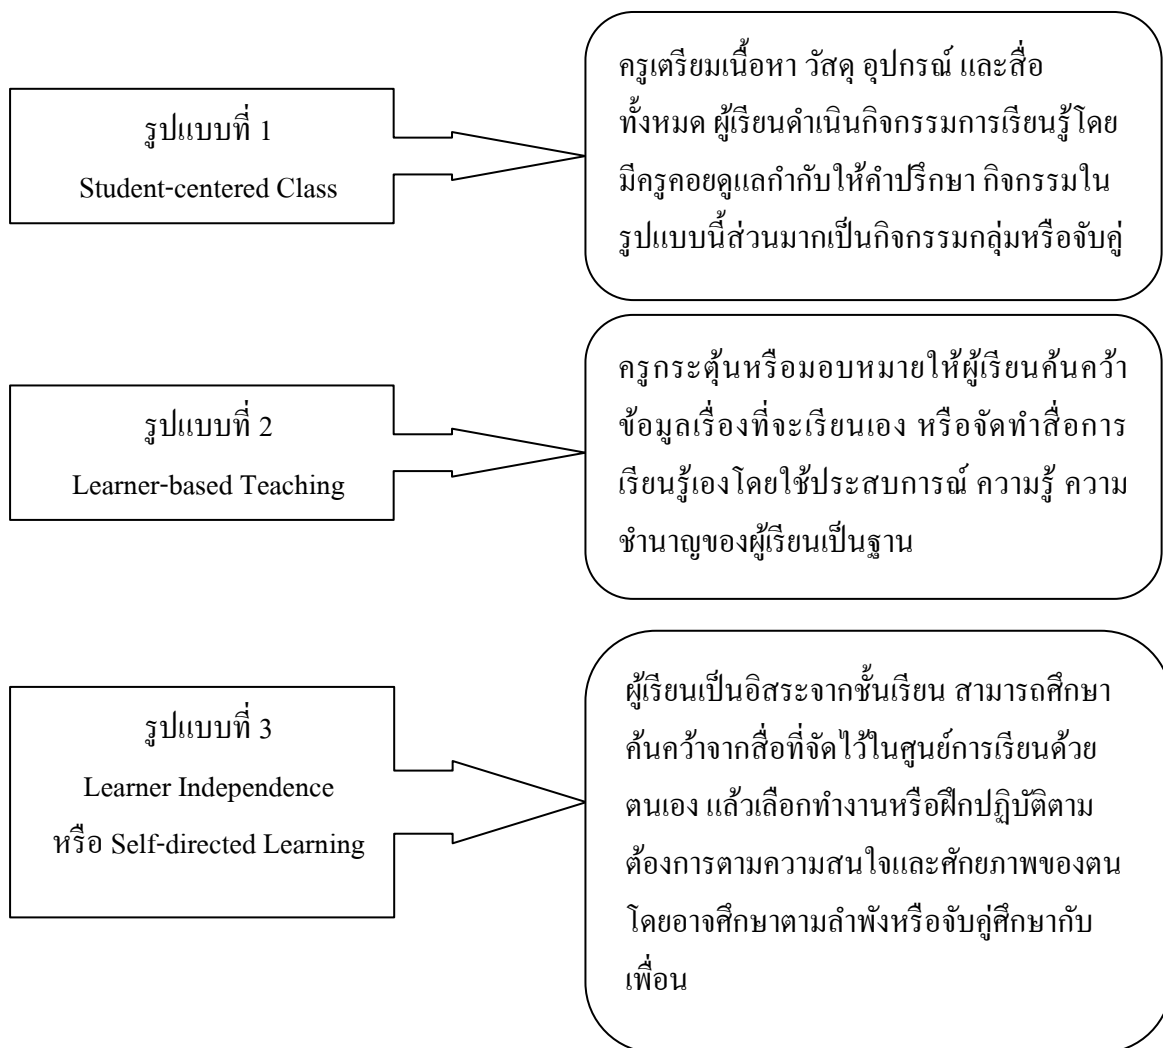 รูปแบบที่ 1
Student-centered Class
ครูเตรียมเนื้อหา วัสดุ อุปกรณ์ และสื่อ
ทั้งหมด ผู้เรียนดำเนินกิจกรรมการเรียนรู้โดย
มีครูคอยดูแลกำกับให้คำปรึกษา กิจกรรมใน
รูปแบบนี้ส่วนมากเป็นกิจกรรมกลุ่มหรือจับคู่
รูปแบบที่ 2
Learner-based Teaching
ครูกระตุ้นหรือมอบหมายให้ผู้เรียนค้นคว้า
ข้อมูลเรื่องที่จะเรียนเอง หรือจัดทำสื่อการ
เรียนรู้เองโดยใช้ประสบการณ์ ความรู้ ความ
ชำนาญของผู้เรียนเป็นฐาน
รูปแบบที่ 3
Learner Independence
หรือ Self-directed Learning
ผู้เรียนเป็นอิสระจากชั้นเรียน สามารถศึกษา
ค้นคว้าจากสื่อที่จัดไว้ในศูนย์การเรียนด้วย
ตนเอง แล้วเลือกทำงานหรือฝึกปฏิบัติตาม
ต้องการตามความสนใจและศักยภาพของตน
โดยอาจศึกษาตามลำพังหรือจับคู่ศึกษากับ
เพื่อน